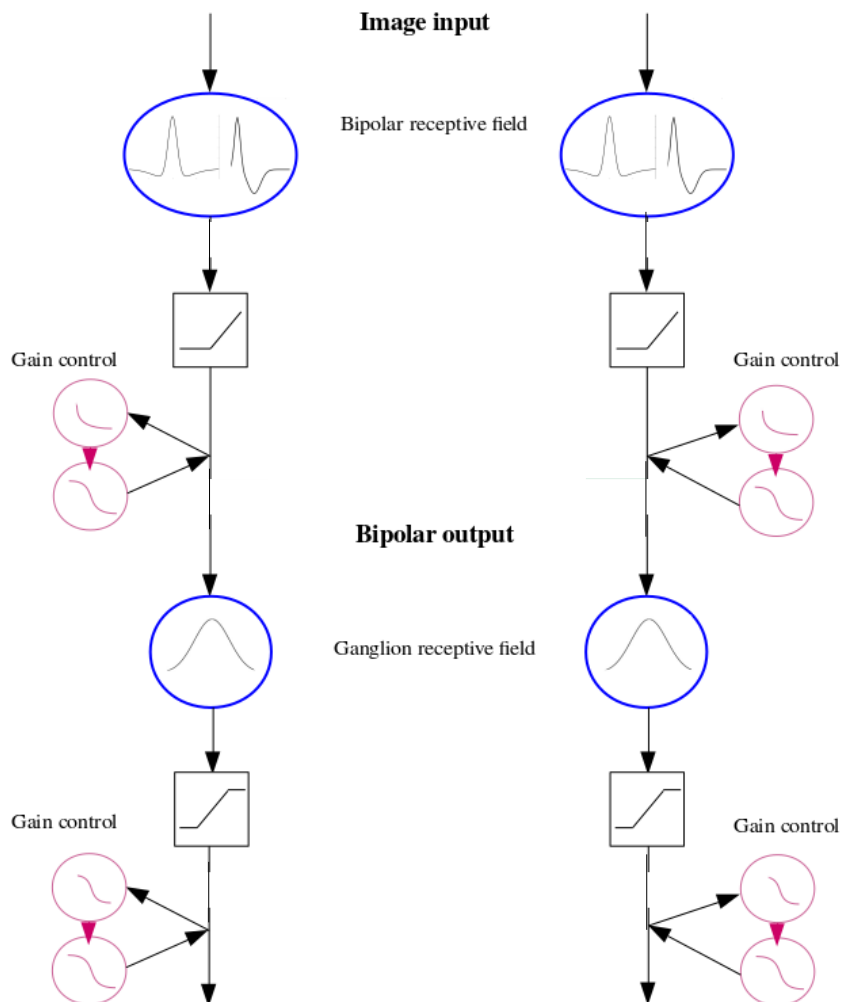 Image input
Bipolar receptive field
Gain control
Gain control
Bipolar output
Ganglion receptive field
Gain control
Gain control